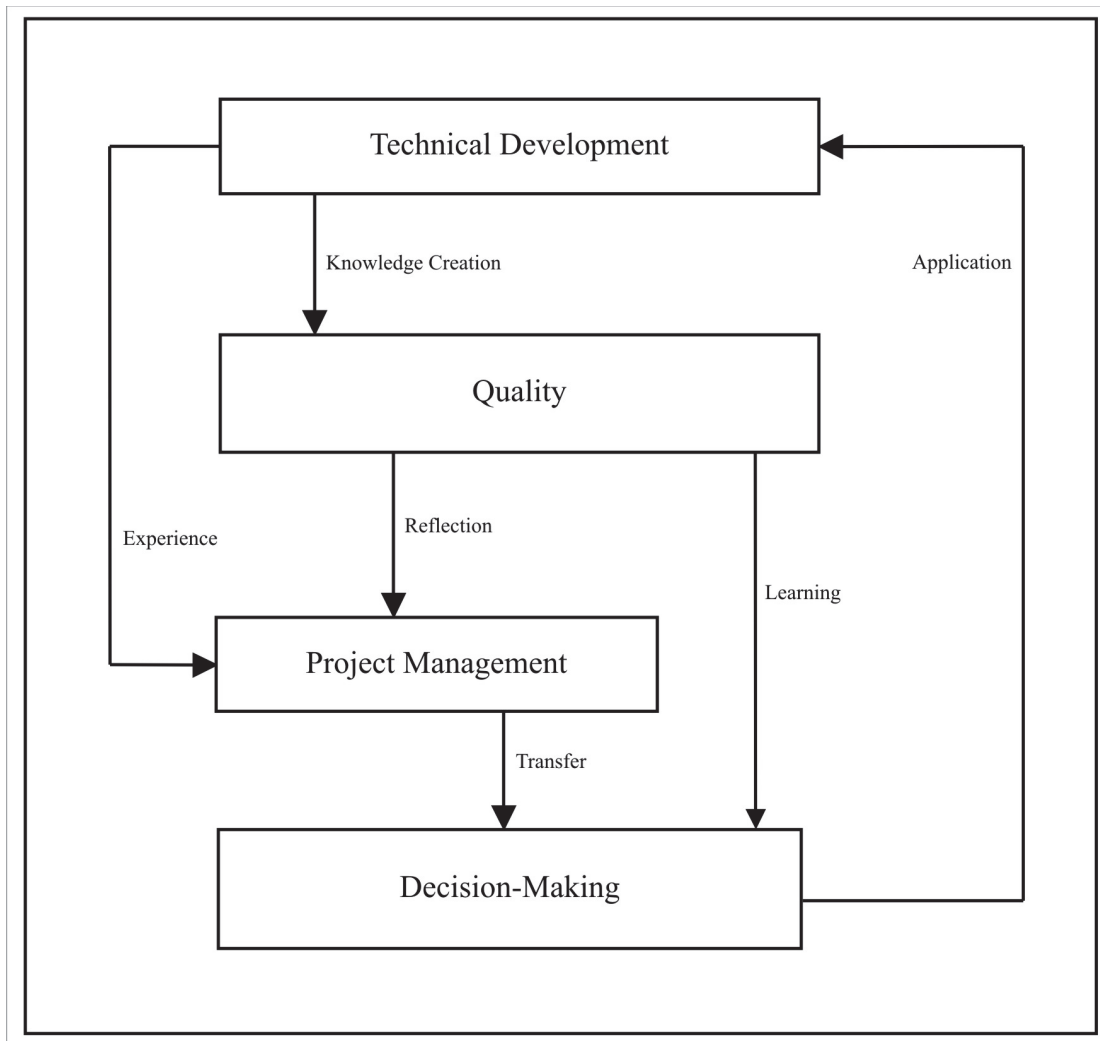 Technical Development
Knowledge Creation
Application
Quality
Reflection
Experience
Learning
Project Management
Transfer
Decision-Making